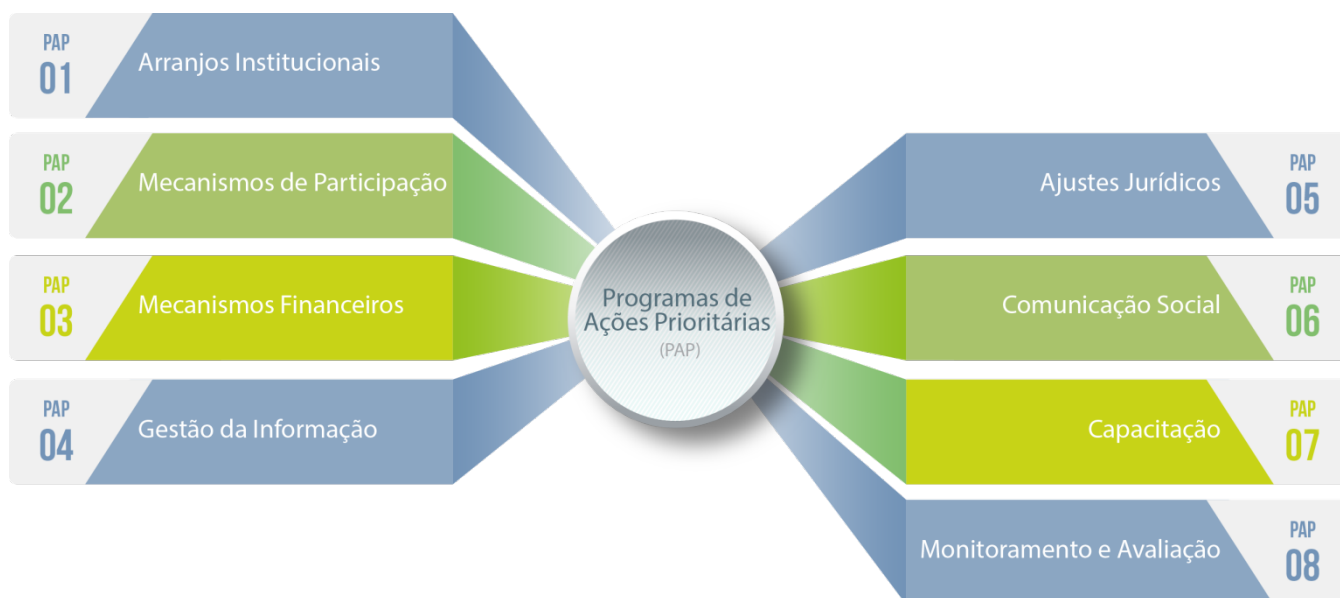 PAP
01
Arranjos Institucionais
PAP
02
Mecanismos de Participação
PAP
03
Mecanismos Financeiros
PAP
04
Gestão da Informação
Programas de
Ações Prioritárias
(PAP)
Ajustes Jurídicos
PAP
05
Comunicação Social
PAP
06
Capacitação
PAP
07
Monitoramento e Avaliação
PAP
08